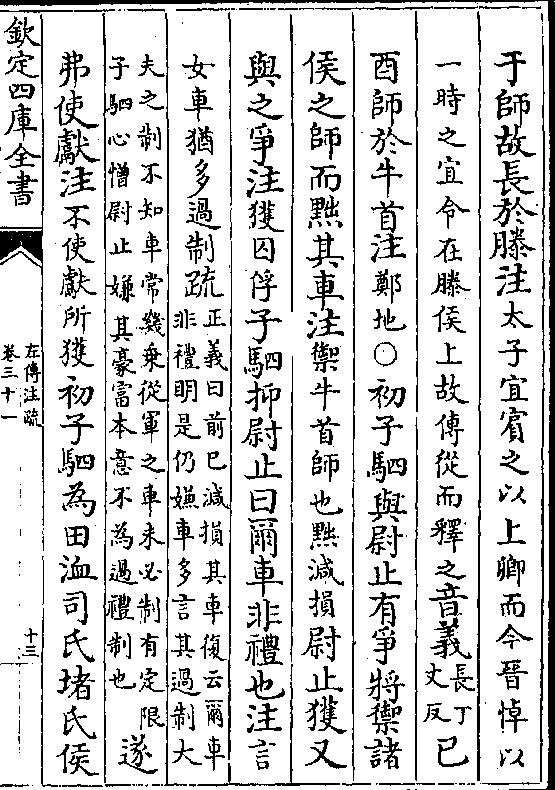 于師故長於滕注太子宜賓之以上卿而今晉悼以
一時之宜令在滕侯上故傳從而釋之音義長丁丈反已
酉師於牛首注鄭地○初子駟與尉止有爭將禦諸
侯之師而黜其車注禦牛首師也黜減損尉止獲又
與之爭注獲囚俘子駟抑尉止曰爾車非禮也注言
女車猶多過制疏正義曰前已減損其車復云爾車非禮明是仍嫌車多言其過制大
夫之制不知車常幾乗從軍之車未必制有定限子駟心憎尉止嫌其豪富本意不為過禮制也遂
弗使獻注不使獻所獲初子駟為田洫司氏堵氏侯
欽定四庫全書
左傳注疏
卷三十一
十三